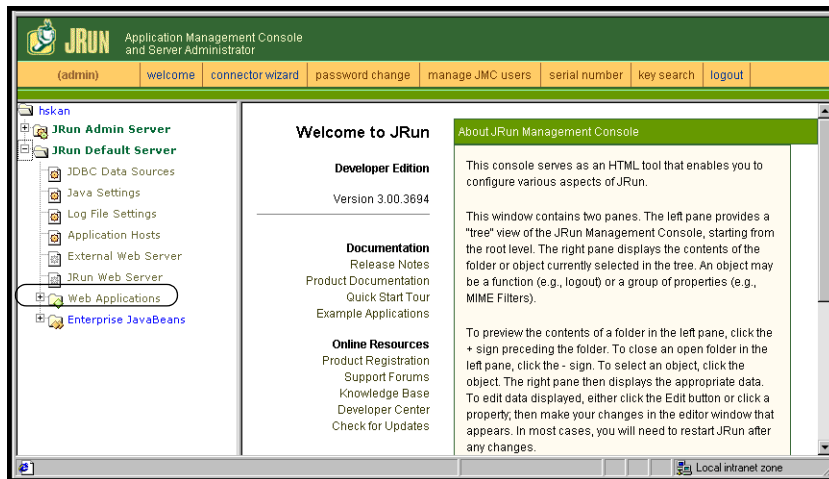 JRUN
Application Management Console
and Server Administrator
(admin) welcome connector wizard password change manage JMC users serial number key search logout
hskan
JRun Admin Server
JRun Default Server
JDBC Data Sources
Java Settings
Log File Settings
Application Hosts
External Web Server
JRun Web Server
Web Applications
Enterprise JavaBeans
Welcome to JRun
Developer Edition
Version 3.00.3694
Documentation
Release Notes
Product Documentation
Quick Start Tour
Example Applications
Online Resources
Product Registration
Support Forums
Knowledge Base
Developer Center
Check for Updates
About JRun Management Console
This console serves as an HTML tool that enables you to
configure various aspects of JRun.
This window contains two panes. The left pane provides a
"tree" view of the JRun Management Console, starting from
the root level. The right pane displays the contents of the
folder or object currently selected in the tree. An object may
be a function (e.g., logout) or a group of properties (e.g.,
MIME Filters).
To preview the contents of a folder in the left pane, click the
+ sign preceding the folder. To close an open folder in the
left pane, click the - sign. To select an object, click the
object. The right pane then displays the appropriate data.
To edit data displayed, either click the Edit button or click a
property; then make your changes in the editor window that
appears. In most cases, you will need to restart JRun after
any changes.
Local intranet zone